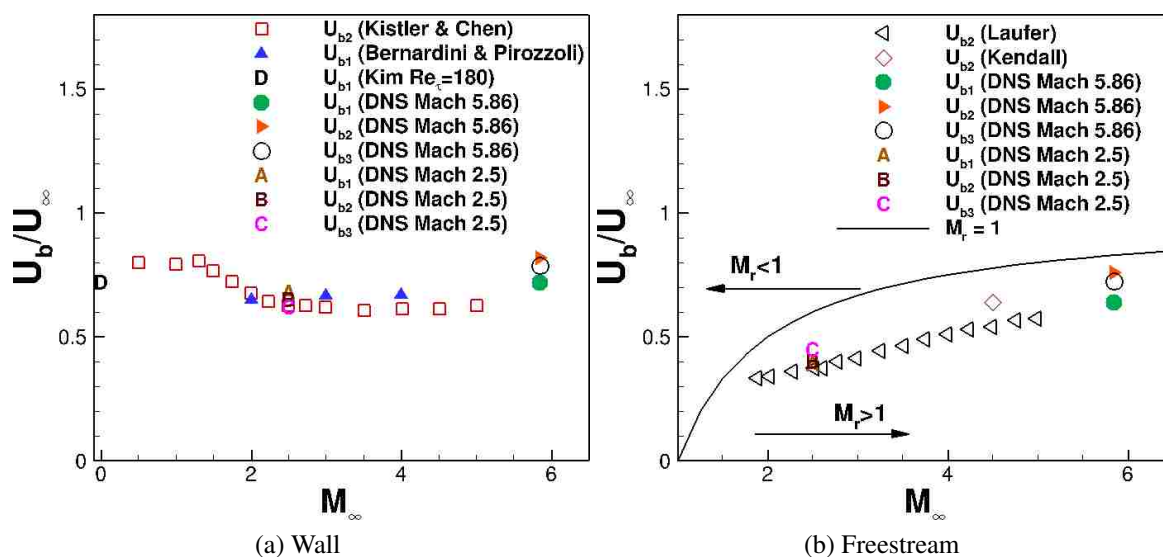 U_b/U_∞
1.5
1
0.5
0
U_b2 (Kistler & Chen)
U_b1 (Bernardini & Pirozzoli)
D U_b1 (Kim Re_τ=180)
U_b1 (DNS Mach 5.86)
U_b2 (DNS Mach 5.86)
U_b3 (DNS Mach 5.86)
A U_b1 (DNS Mach 2.5)
B U_b2 (DNS Mach 2.5)
C U_b3 (DNS Mach 2.5)
D
A
B
C
0 2 4 6
M_∞
(a) Wall
U_b/U_∞
1.5
1
0.5
0
U_b2 (Laufer)
U_b2 (Kendall)
U_b1 (DNS Mach 5.86)
U_b2 (DNS Mach 5.86)
U_b3 (DNS Mach 5.86)
A U_b1 (DNS Mach 2.5)
B U_b2 (DNS Mach 2.5)
C U_b3 (DNS Mach 2.5)
M_r = 1
M_r<1
C
B
M_r>1
2 4 6
M_∞
(b) Freestream